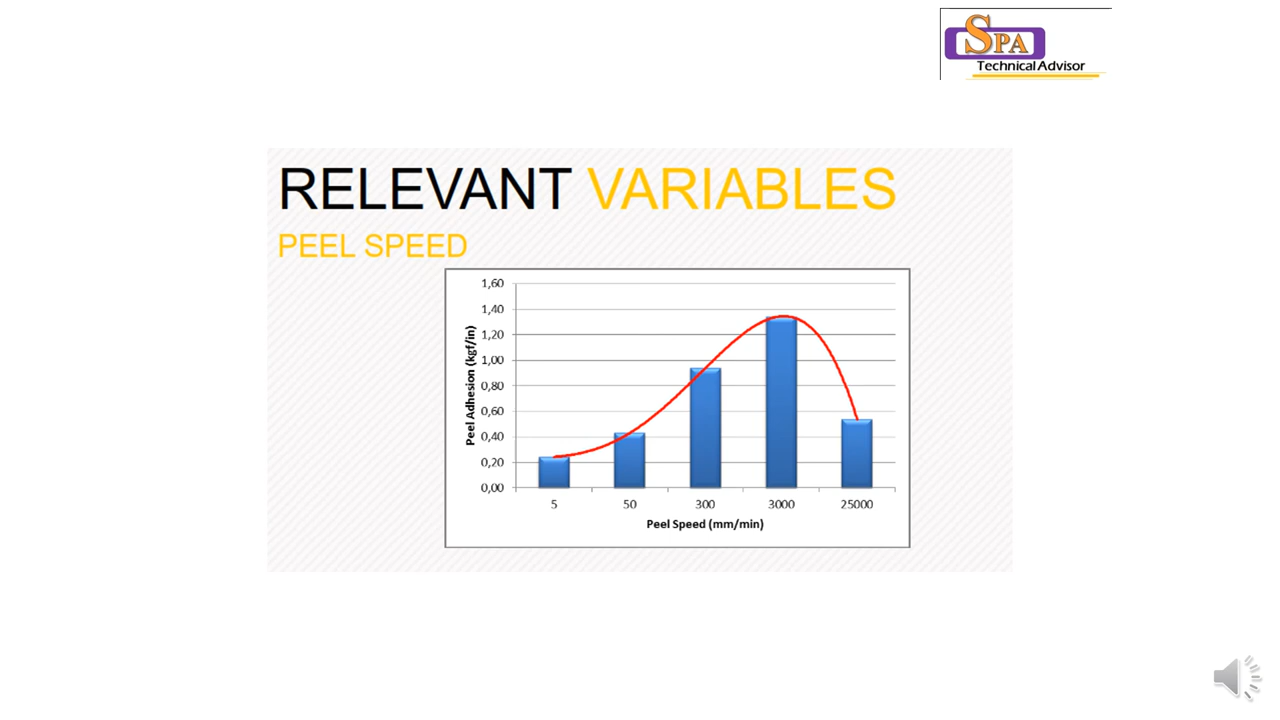 SPA
Technical Advisor
RELEVANT VARIABLES
PEEL SPEED
Peel Adhesion (kgf/in)
1,60
1,40
1,20
1,00
0,80
0,60
0,40
0,20
0,00
5 50 300 3000 25000
Peel Speed (mm/min)